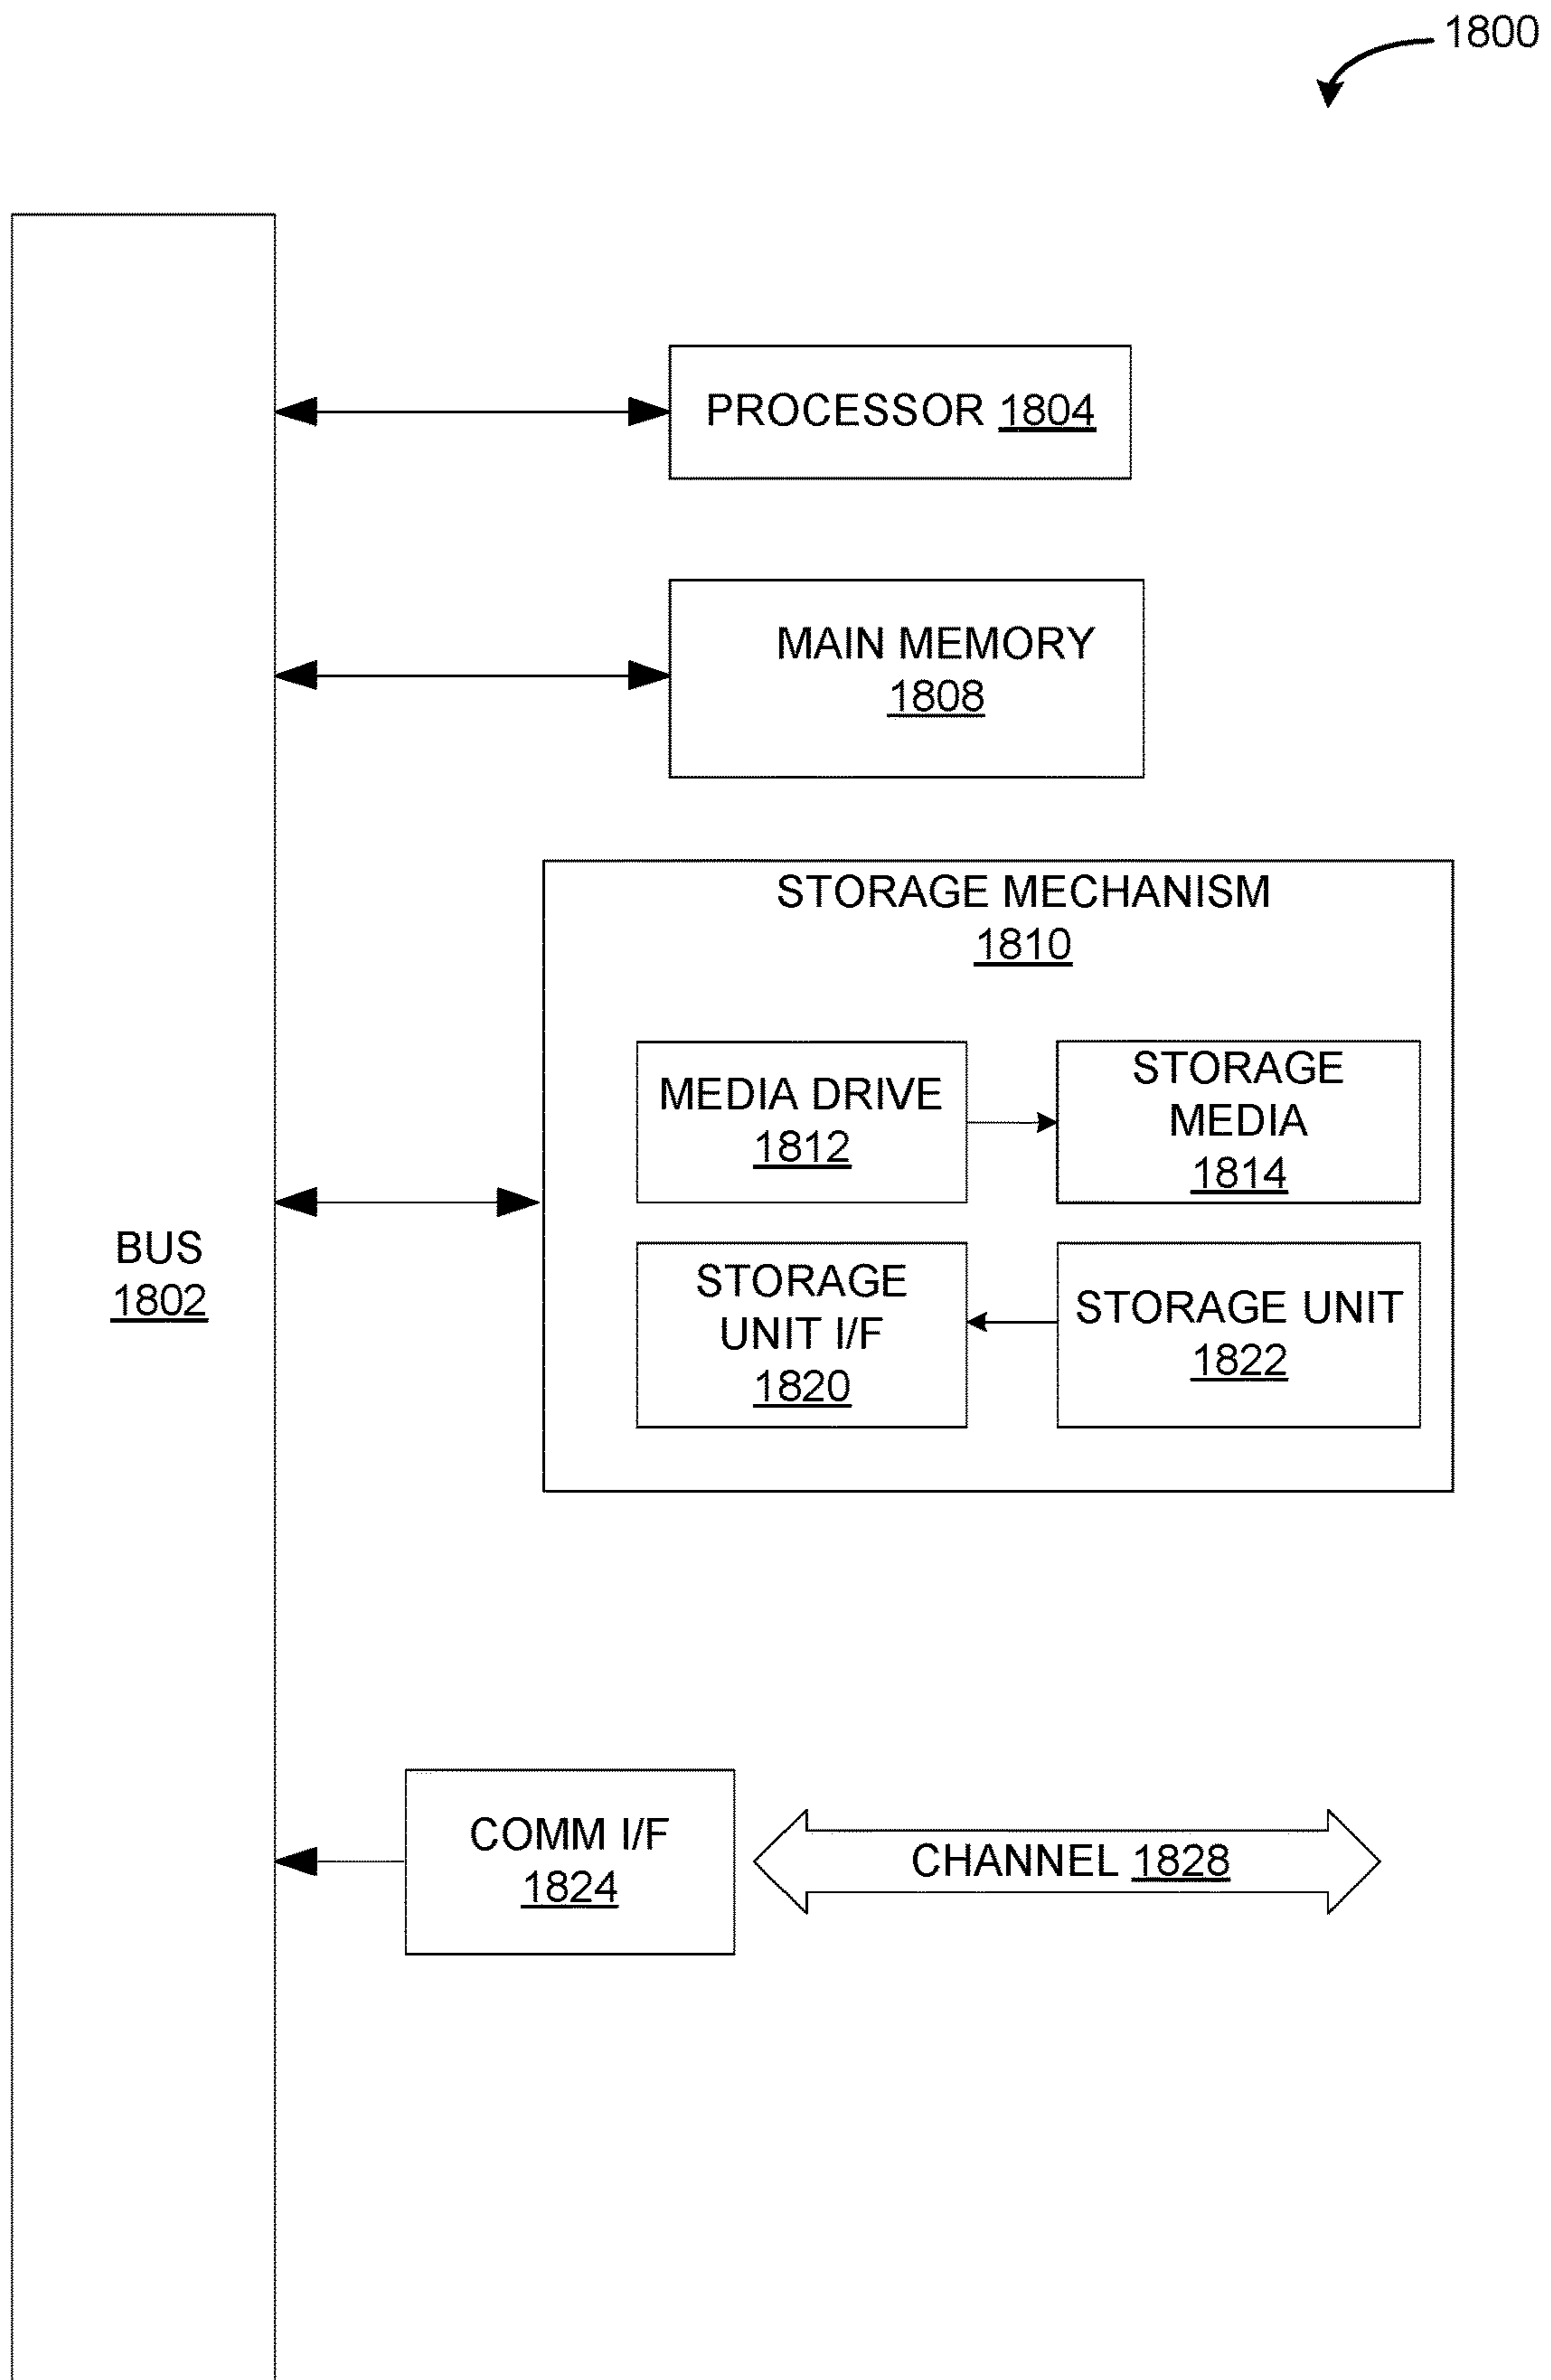 1800
PROCESSOR 1804
MAIN MEMORY
1808
STORAGE MECHANISM
1810
MEDIA DRIVE
1812
STORAGE
MEDIA
1814
BUS
1802
STORAGE
UNIT I/F
1820
STORAGE UNIT
1822
COMM I/F
1824
CHANNEL 1828